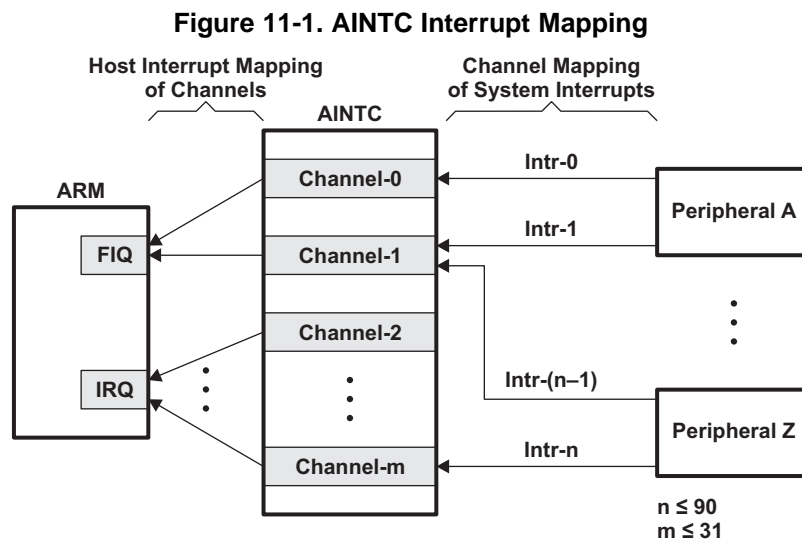 Figure 11-1. AINTC Interrupt Mapping
Host Interrupt Mapping
of Channels
Channel Mapping
of System Interrupts
AINTC
ARM
FIQ
IRQ
Channel-0
Channel-1
Channel-2
Channel-m
Intr-0
Intr-1
Intr-(n–1)
Intr-n
Peripheral A
Peripheral Z
n ≤ 90
m ≤ 31